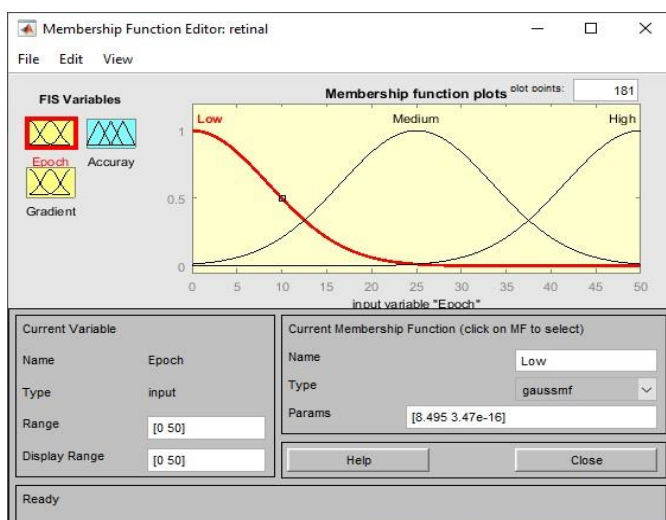 Membership Function Editor: retinal
File Edit View
FIS Variables
Epoch
Accuray
Gradient
Membership function plots
plot points: 181
Low Medium High
1
0.5
0
0 5 10 15 20 25 30 35 40 45 50
input variable "Epoch"
Current Variable
Name Epoch
Type input
Range [0 50]
Display Range [0 50]
Current Membership Function (click on MF to select)
Name Low
Type gaussmf
Params [8.495 3.47e-16]
Help Close
Ready